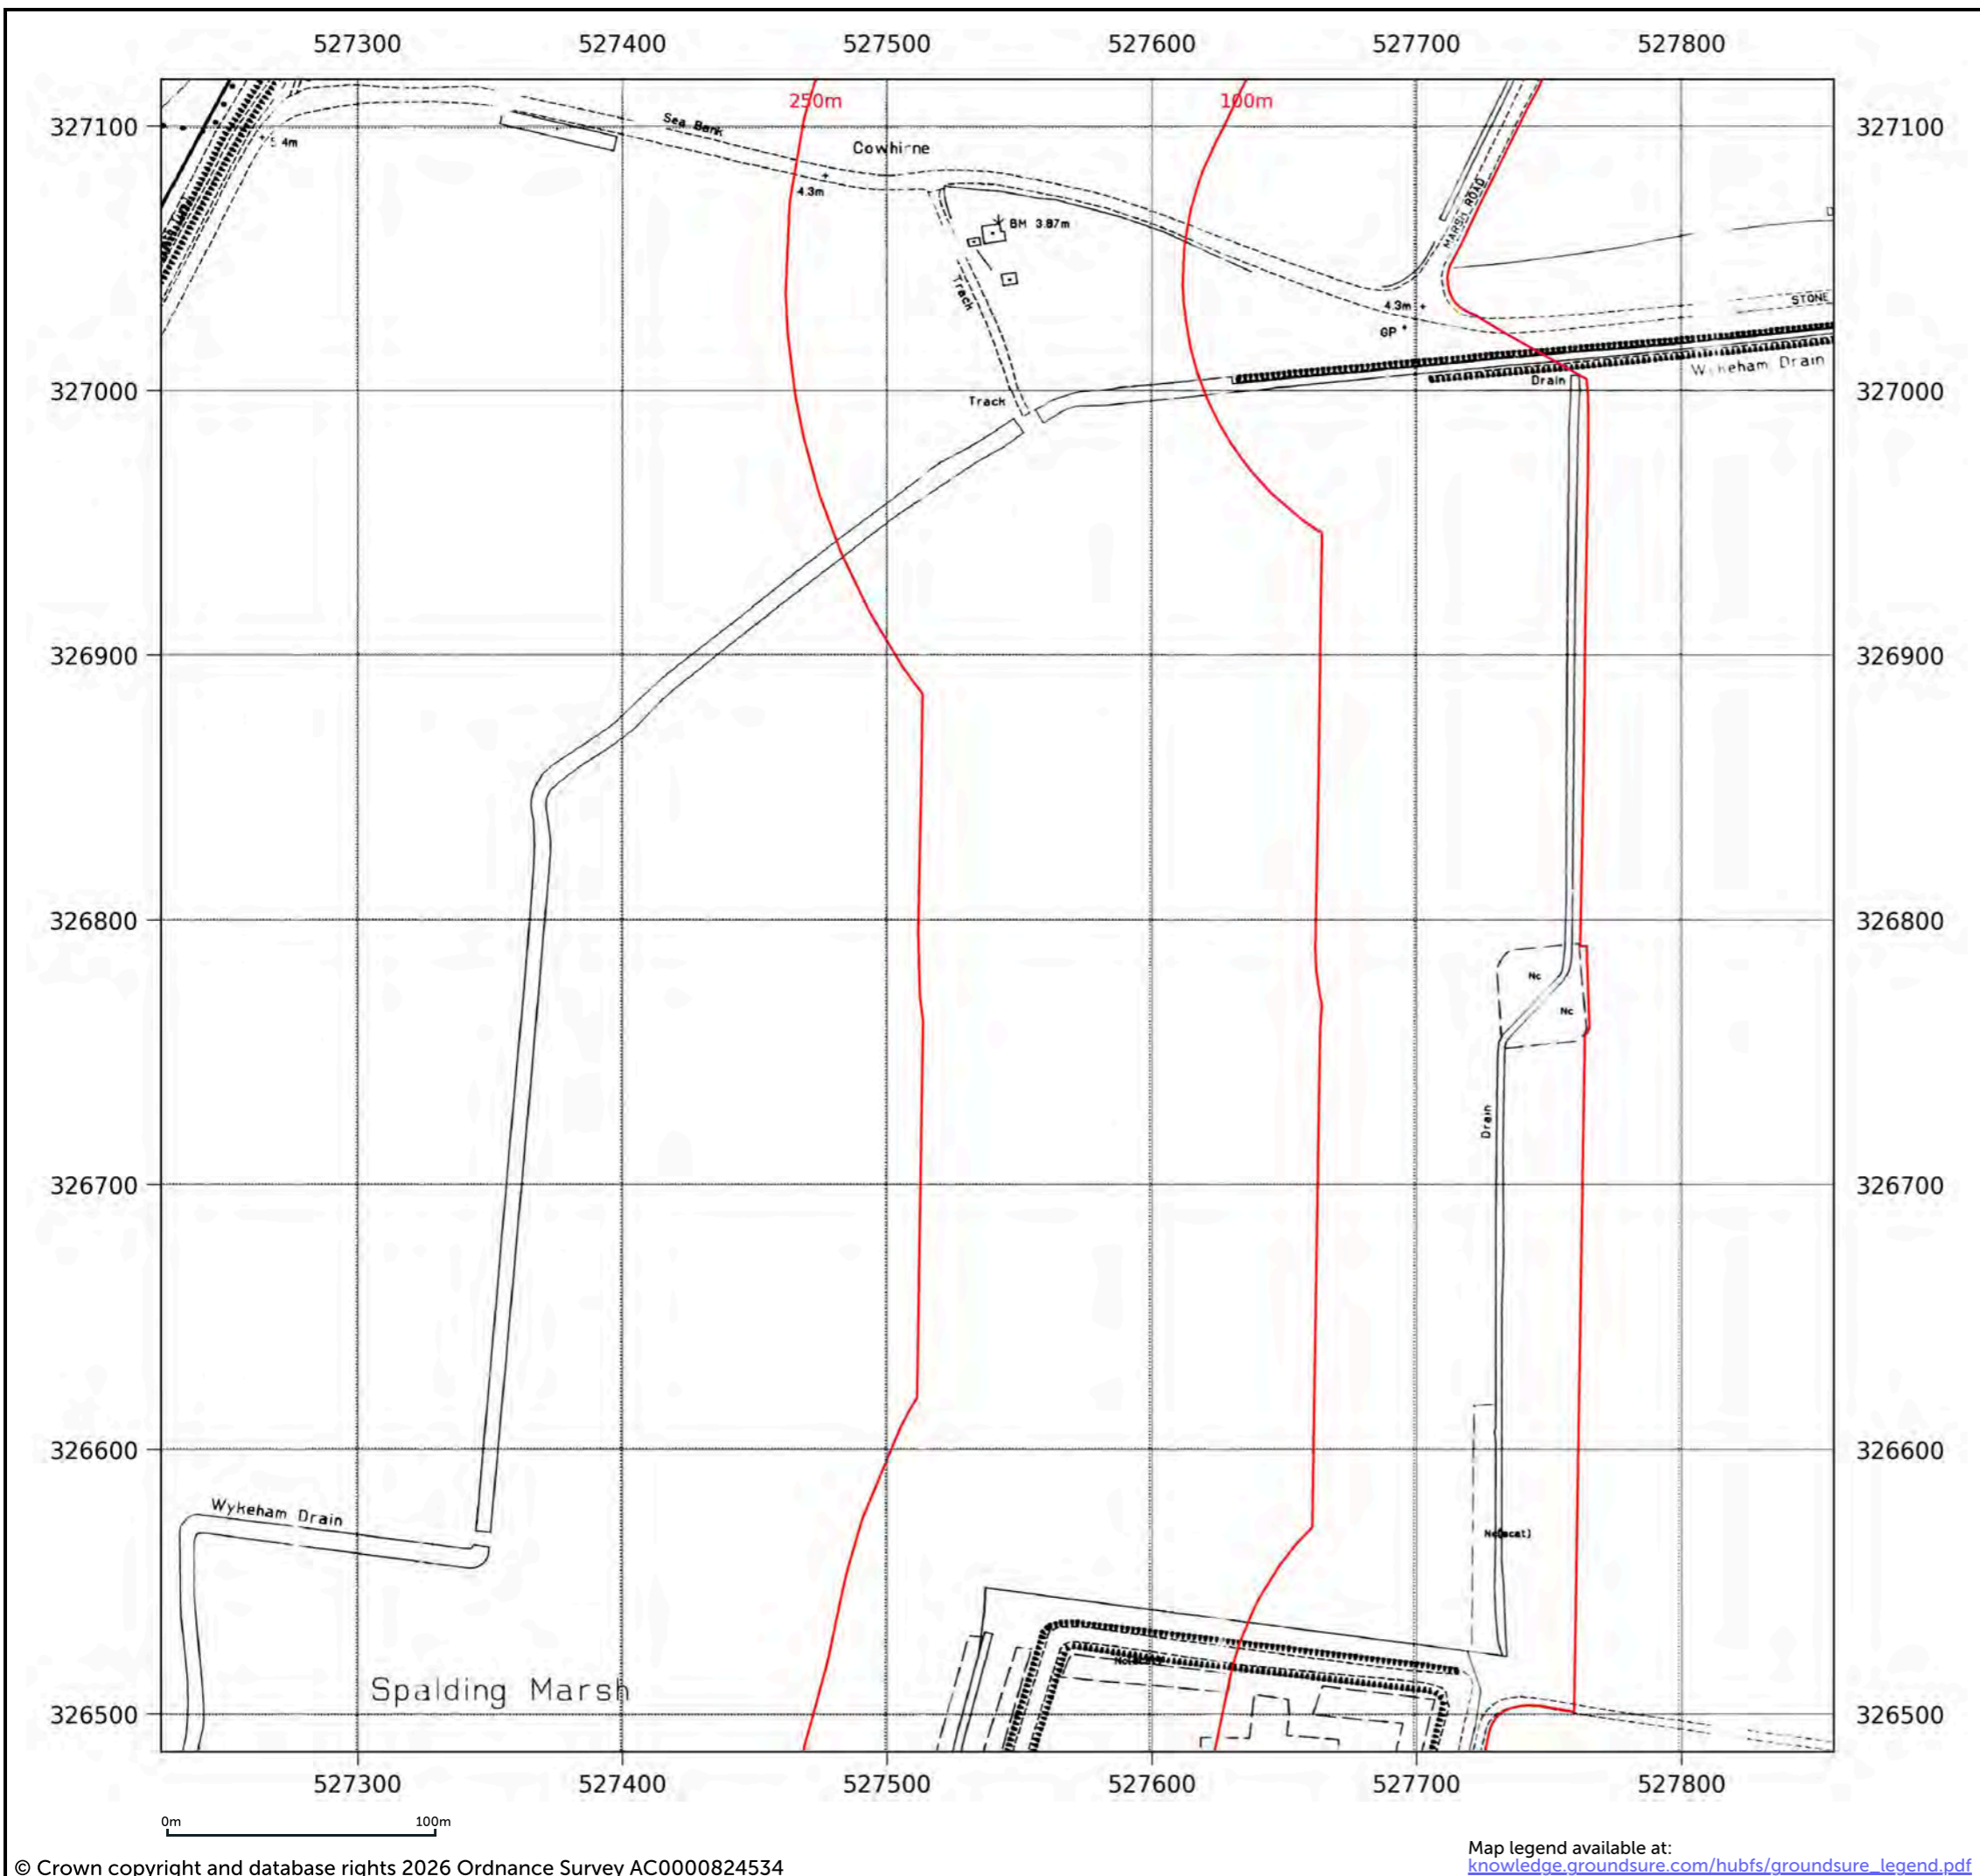 527300 527400 527500 527600 527700 527800
250m 100m
327100 327100
Sea Bank
4m
Cowhirne
4.3m
MARSH ROAD
BM 3.87m
Track
4.3m
STONE
GP
Wykeham Drain
327000 327000
Drain
Track
326900 326900
326800 326800
Nc
Nc
Drain
326700 326700
326600 326600
Wykeham Drain
Nc(scat)
Spalding Marsh
326500 326500
527300 527400 527500 527600 527700 527800
0m 100m
Map legend available at:
© Crown copyright and database rights 2026 Ordnance Survey AC0000824534
knowledge.groundsure.com/hubfs/groundsure_legend.pdf